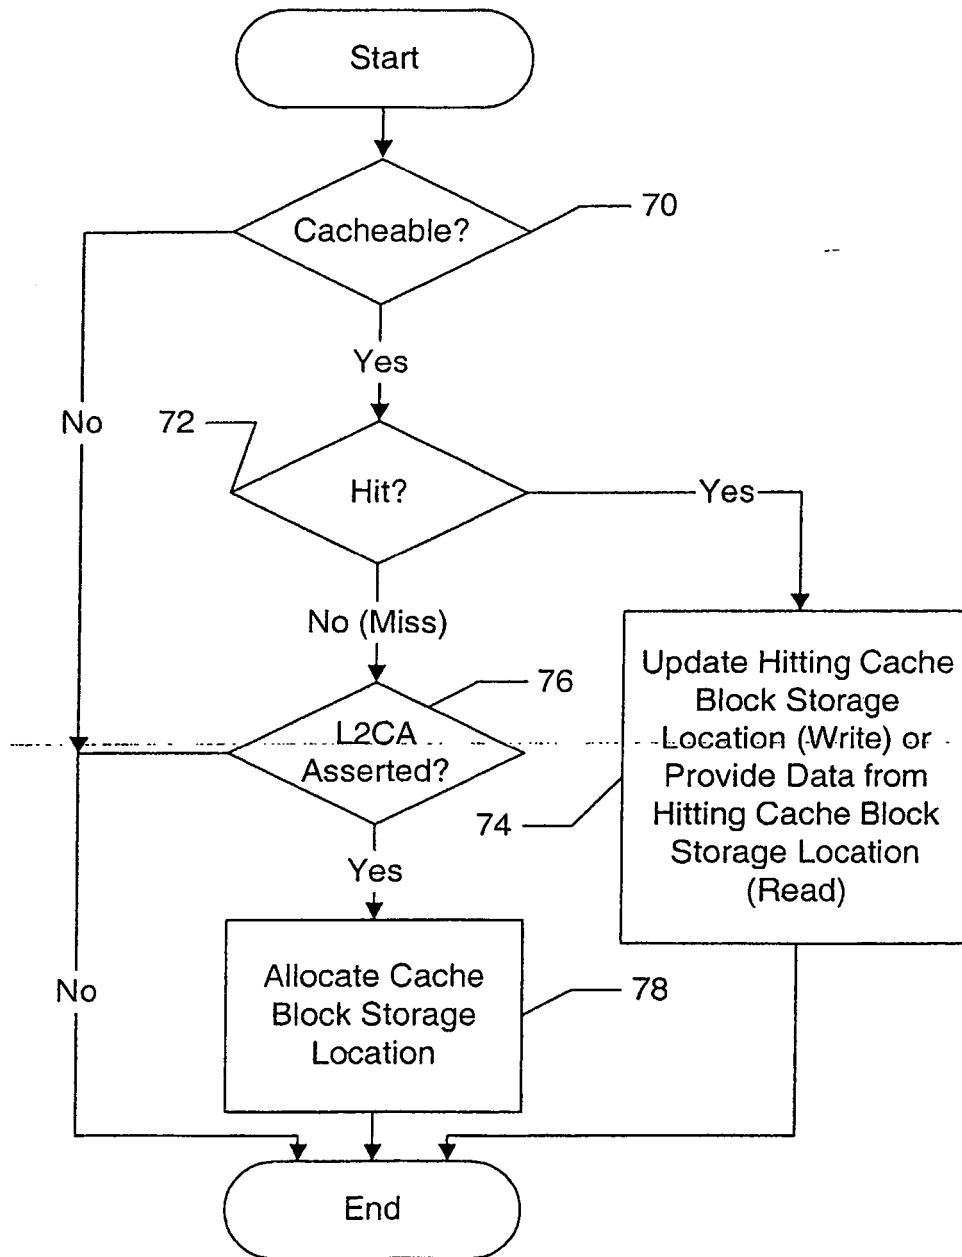 Start
Cacheable?
70
Yes
No
72
Hit?
Yes
No (Miss)
76
L2CA
Asserted?
Update Hitting Cache
Block Storage
Location (Write) or
Provide Data from
Hitting Cache Block
Storage Location
(Read)
74
Yes
No
Allocate Cache
Block Storage
Location
78
End